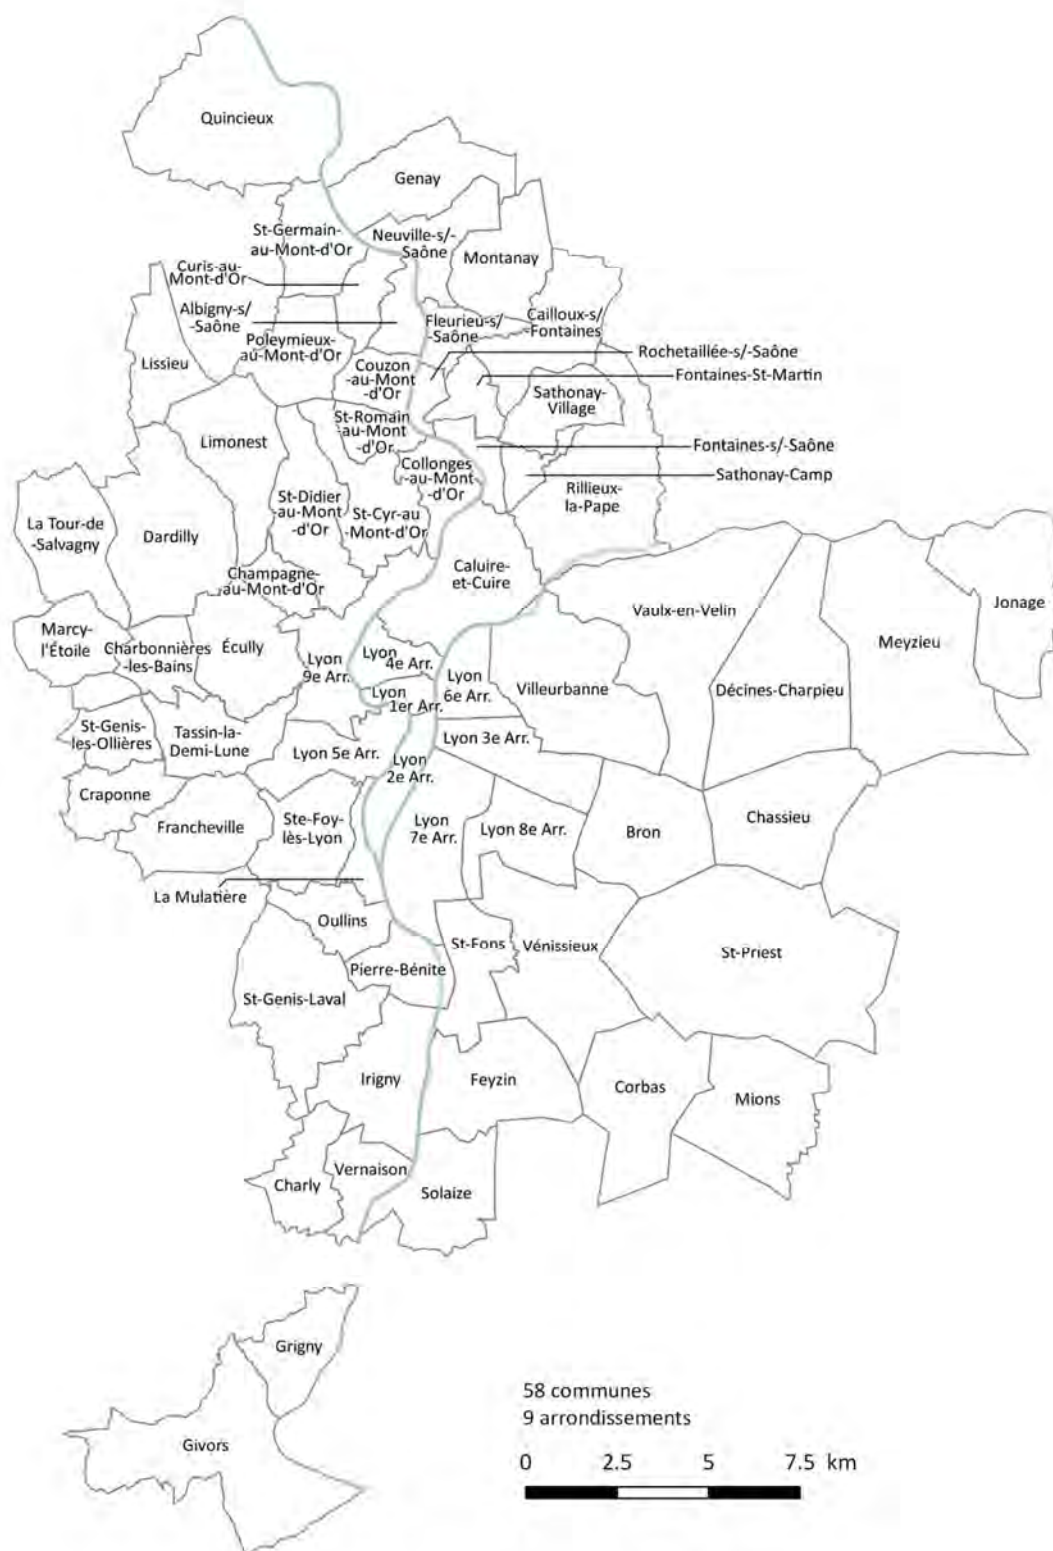 Quincieux
Genay
St-Germain-
au-Mont-d'Or
Neuville-s/-
Saône
Montanay
Curis-au-
Mont-d'Or
Albigny-s/
-Saône
Poleymieux-
au-Mont-d'Or
Fleurieu-s/
-Saône
Cailloux-s/
-Fontaines
Lissieu
Couzon
-au-Mont
-d'Or
Rochetaillée-s/-Saône
Fontaines-St-Martin
Sathonay-
Village
Limonest
St-Romain
-au-Mont
-d'Or
Fontaines-s/-Saône
Collonges
-au-Mont
-d'Or
Sathonay-Camp
Rillieux-
la-Pape
La Tour-de
-Salvagny
Dardilly
St-Didier
-au-Mont
-d'Or
St-Cyr-au
-Mont-d'Or
Champagne-
au-Mont-d'Or
Caluire-
et-Cuire
Vaulx-en-Velin
Jonage
Meyzieu
Marcy-
l'Étoile
Charbonnières
-les-Bains
Écully
Lyon
9e Arr.
Lyon
4e Arr.
Lyon
6e Arr.
Lyon
1er Arr.
Villeurbanne
Décines-Charpieu
St-Genis-
les-Ollières
Tassin-la-
Demi-Lune
Lyon 5e Arr.
Lyon 3e Arr.
Lyon
2e Arr.
Craponne
Francheville
Ste-Foy-
lès-Lyon
Lyon
7e Arr.
Lyon 8e Arr.
Bron
Chassieu
La Mulatière
Oullins
St-Fons
Vénissieux
St-Priest
Pierre-Bénite
St-Genis-Laval
Irigny
Feyzin
Corbas
Mions
Charly
Vernaison
Solaize
Grigny
Givors
58 communes
9 arrondissements
0 2.5 5 7.5 km